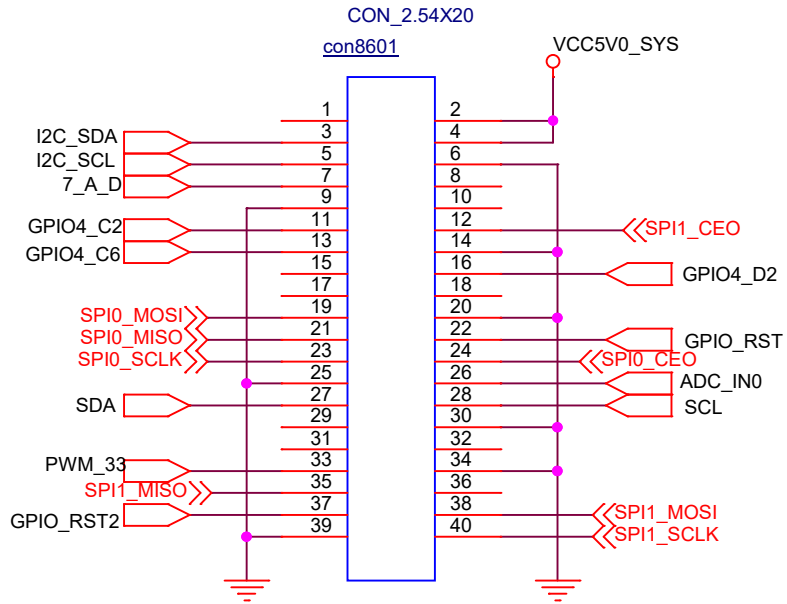 CON_2.54X20
con8601
VCC5V0_SYS
1 2
I2C_SDA 3 4
I2C_SCL 5 6
7_A_D 7 8
9 10
GPIO4_C2 11 12 SPI1_CEO
GPIO4_C6 13 14
15 16 GPIO4_D2
17 18
SPI0_MOSI 19 20
SPI0_MISO 21 22 GPIO_RST
SPI0_SCLK 23 24 SPI0_CEO
25 26 ADC_IN0
SDA 27 28 SCL
29 30
31 32
PWM_33 33 34
SPI1_MISO 35 36
GPIO_RST2 37 38 SPI1_MOSI
39 40 SPI1_SCLK